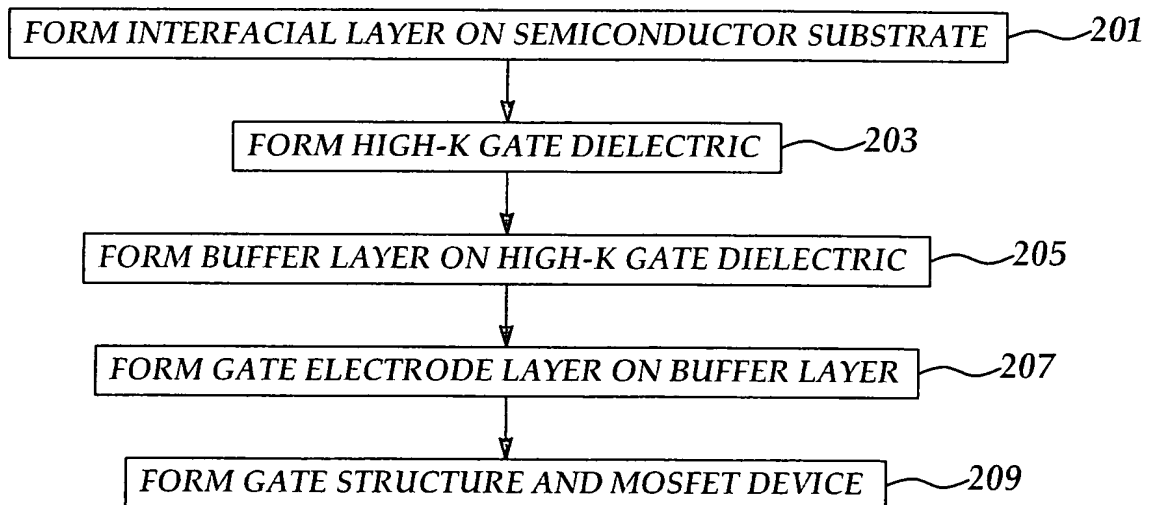 FORM INTERFACIAL LAYER ON SEMICONDUCTOR SUBSTRATE 201
FORM HIGH-K GATE DIELECTRIC 203
FORM BUFFER LAYER ON HIGH-K GATE DIELECTRIC 205
FORM GATE ELECTRODE LAYER ON BUFFER LAYER 207
FORM GATE STRUCTURE AND MOSFET DEVICE 209